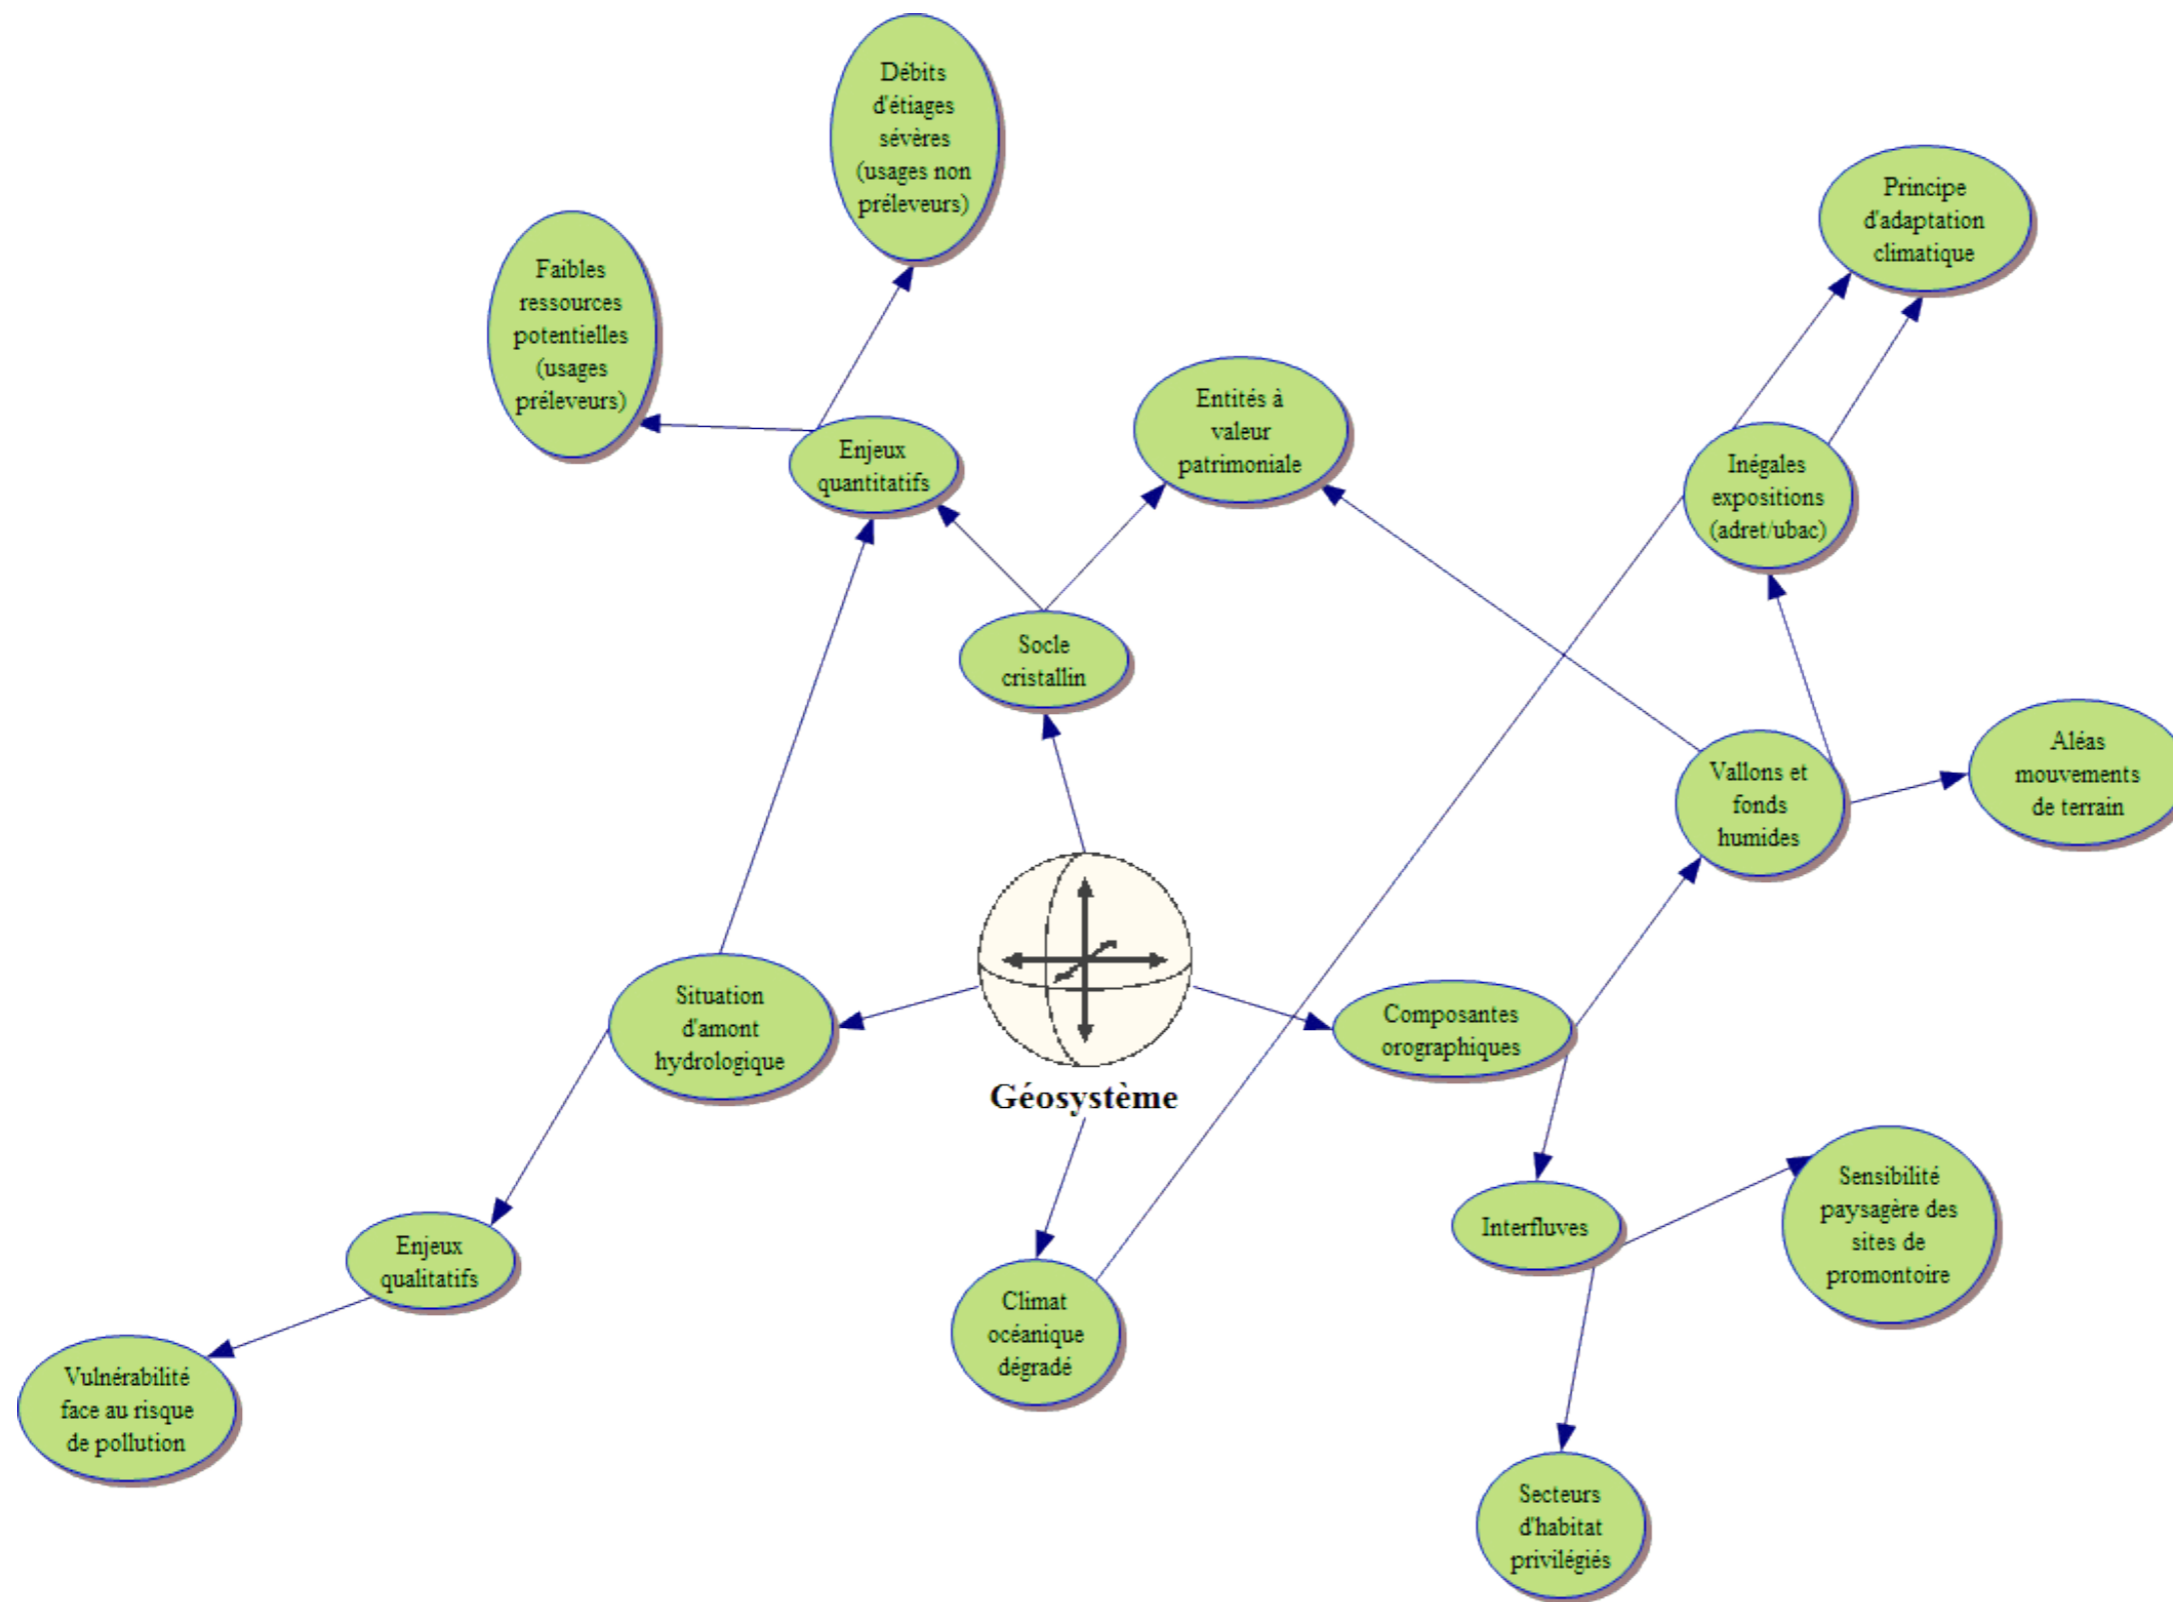 Débits
d'étiages
sévères
(usages non
préleveurs)
Principe
d'adaptation
climatique
Faibles
ressources
potentielles
(usages
préleveurs)
Entités à
valeur
patrimoniale
Enjeux
quantitatifs
Inégales
expositions
(adret/ubac)
Socle
cristallin
Aléas
mouvements
de terrain
Vallons et
fonds
humides
Situation
d'amont
hydrologique
Composantes
orographiques
Géosystème
Sensibilité
paysagère des
sites de
promontoire
Interfluves
Enjeux
qualitatifs
Climat
océanique
dégradé
Vulnérabilité
face au risque
de pollution
Secteurs
d'habitat
privilégiés